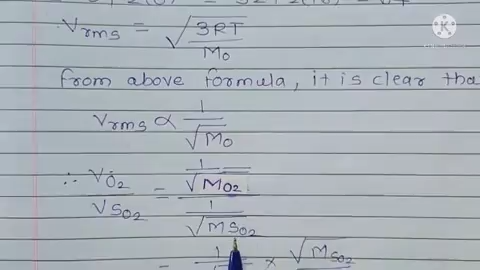 Vrms = √3RT / M₀
from above formula, it is clear tha
Vrms ∝ 1 / √M₀
∴ VO₂ / VSO₂ = 1/√MO₂ / 1/√MSO₂
= 1 × √MSO₂